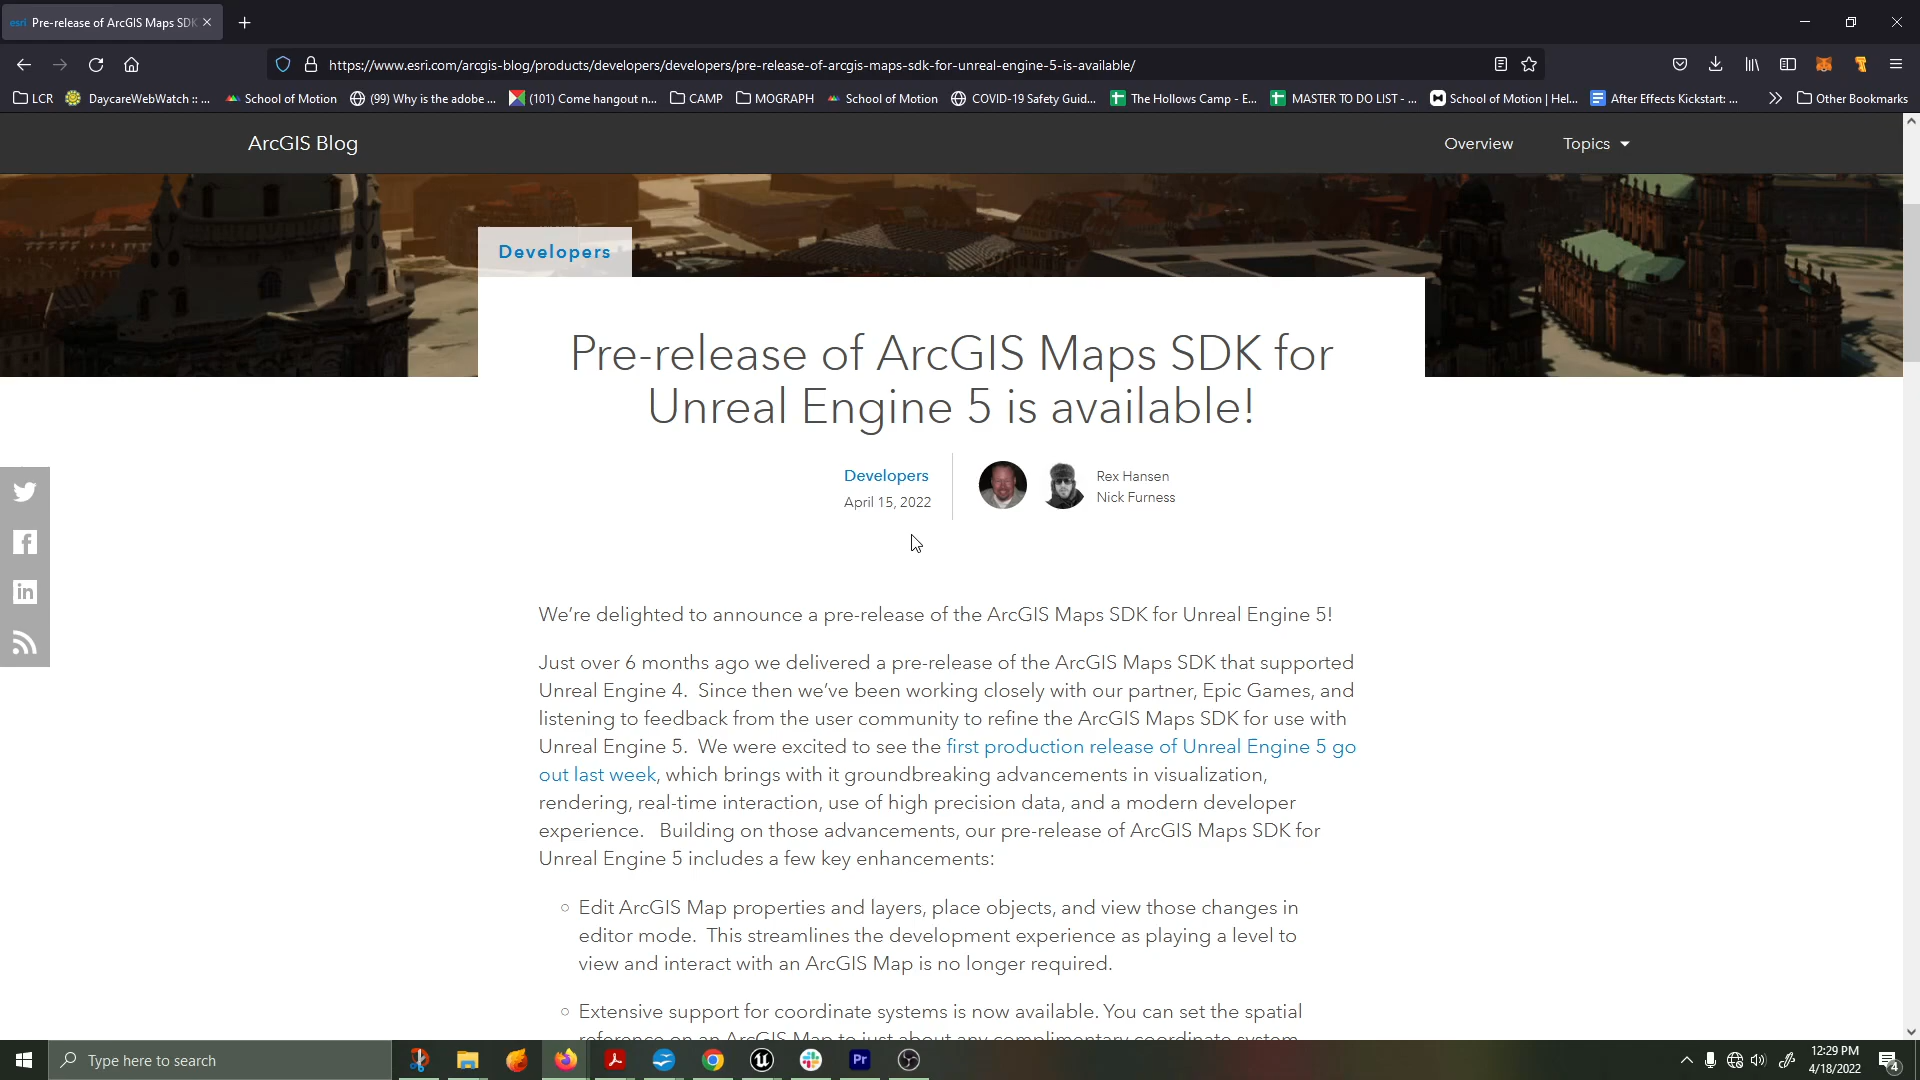 esri Pre-release of ArcGIS Maps SDK
https://www.esri.com/arcgis-blog/products/developers/developers/pre-release-of-arcgis-maps-sdk-for-unreal-engine-5-is-available/
LCR DaycareWebWatch :: ... School of Motion (99) Why is the adobe ... (101) Come hangout n... CAMP MOGRAPH School of Motion COVID-19 Safety Guid... The Hollows Camp - E... MASTER TO DO LIST - ... School of Motion | Hel... After Effects Kickstart: ... Other Bookmarks
ArcGIS Blog Overview Topics
Developers
Pre-release of ArcGIS Maps SDK for
Unreal Engine 5 is available!
Developers
April 15, 2022
Rex Hansen
Nick Furness
We’re delighted to announce a pre-release of the ArcGIS Maps SDK for Unreal Engine 5!
Just over 6 months ago we delivered a pre-release of the ArcGIS Maps SDK that supported
Unreal Engine 4. Since then we’ve been working closely with our partner, Epic Games, and
listening to feedback from the user community to refine the ArcGIS Maps SDK for use with
Unreal Engine 5. We were excited to see the first production release of Unreal Engine 5 go
out last week, which brings with it groundbreaking advancements in visualization,
rendering, real-time interaction, use of high precision data, and a modern developer
experience. Building on those advancements, our pre-release of ArcGIS Maps SDK for
Unreal Engine 5 includes a few key enhancements:
Edit ArcGIS Map properties and layers, place objects, and view those changes in
editor mode. This streamlines the development experience as playing a level to
view and interact with an ArcGIS Map is no longer required.
Extensive support for coordinate systems is now available. You can set the spatial
reference on an ArcGIS Map to just about any complimentary coordinate system
Type here to search
Pr
12:29 PM
4/18/2022
4